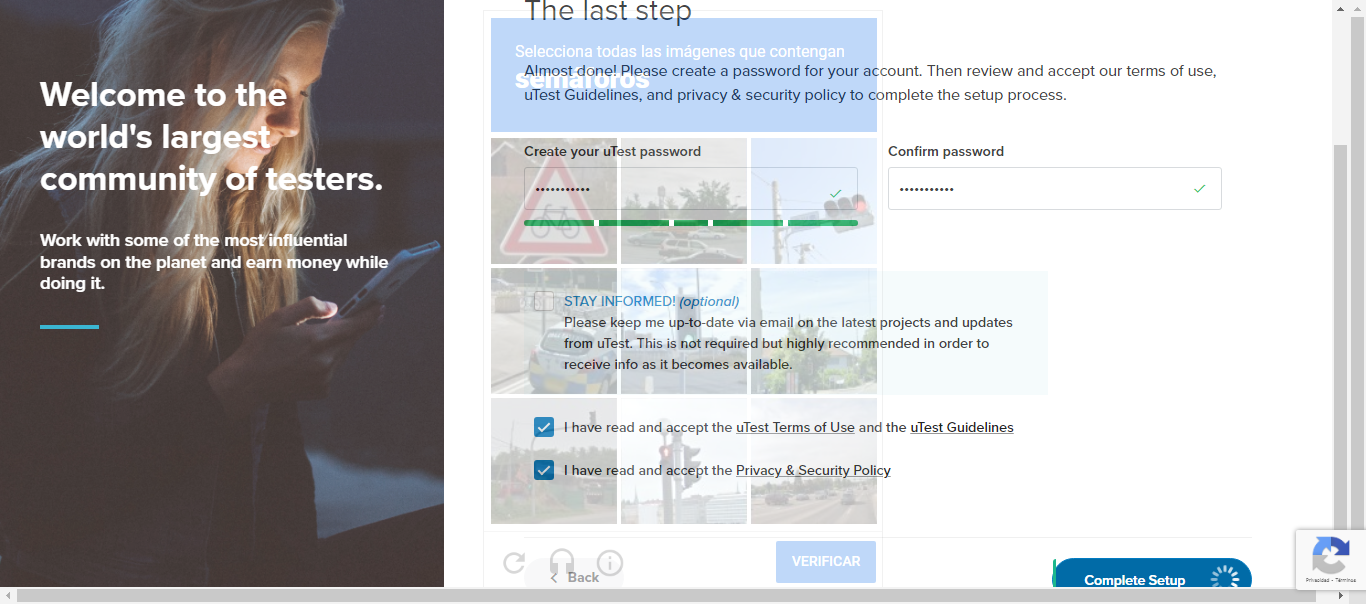 Welcome to the
world's largest
community of testers.
Work with some of the most influential
brands on the planet and earn money while
doing it.
The last step
Selecciona todas las imágenes que contengan
semáforos
Almost done! Please create a password for your account. Then review and accept our terms of use,
uTest Guidelines, and privacy & security policy to complete the setup process.
Create your uTest password
Confirm password
STAY INFORMED! (optional)
Please keep me up-to-date via email on the latest projects and updates
from uTest. This is not required but highly recommended in order to
receive info as it becomes available.
I have read and accept the uTest Terms of Use and the uTest Guidelines
I have read and accept the Privacy & Security Policy
VERIFICAR
Back
Complete Setup
Privacidad - Términos